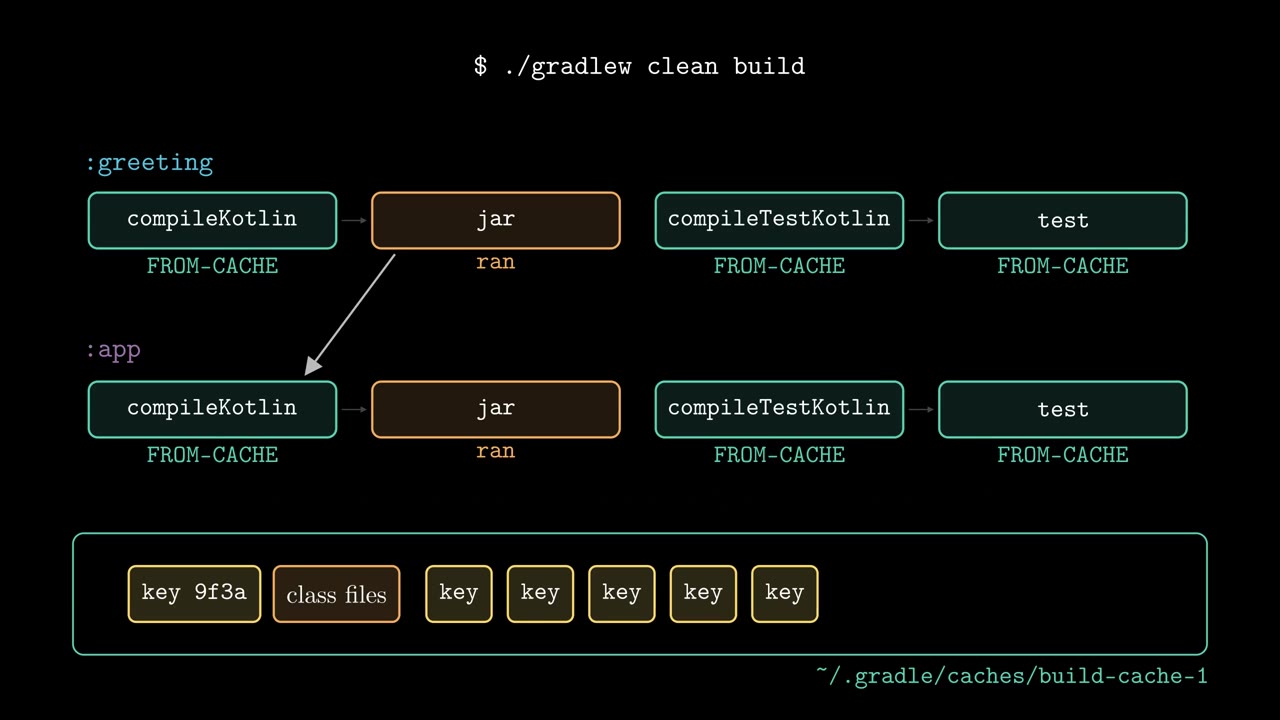 $ ./gradlew clean build
:greeting
compileKotlin jar compileTestKotlin test
FROM-CACHE ran FROM-CACHE FROM-CACHE
:app
compileKotlin jar compileTestKotlin test
FROM-CACHE ran FROM-CACHE FROM-CACHE
key 9f3a class files key key key key key
~/.gradle/caches/build-cache-1